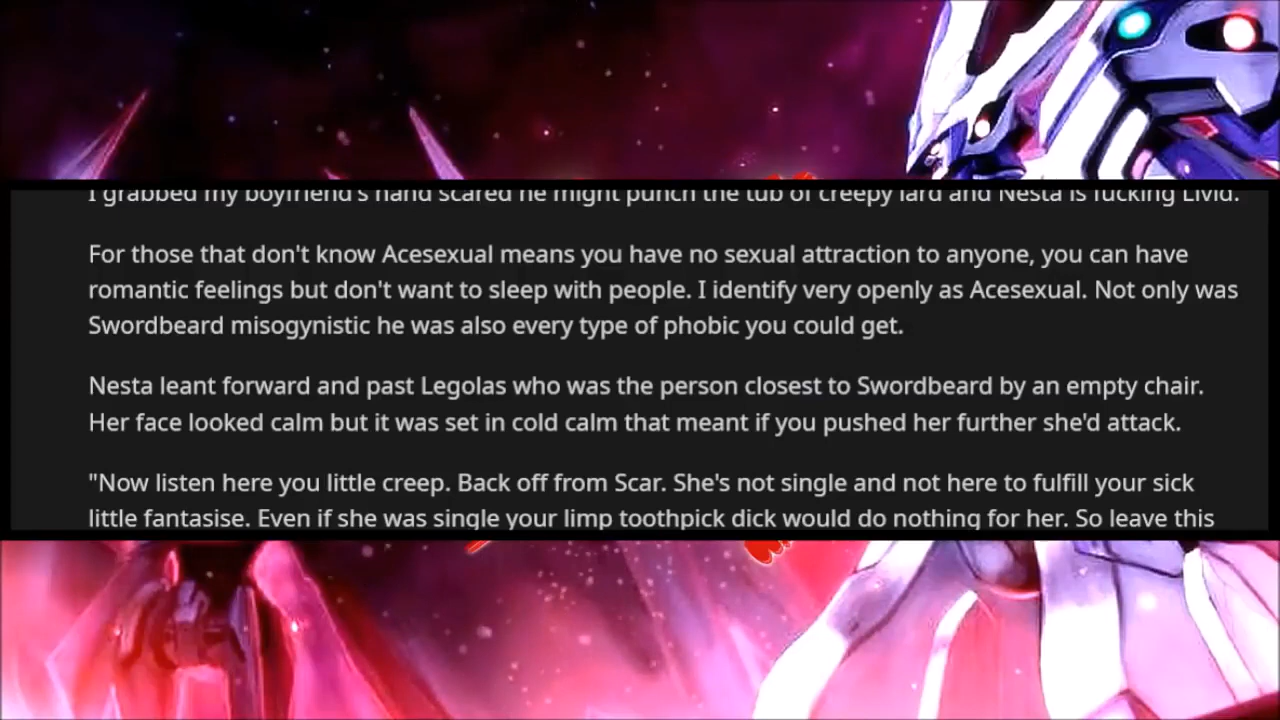 I grabbed my boyfriend's hand scared he might punch the tub of creepy lard and Nesta is fucking Livid.
For those that don't know Acesexual means you have no sexual attraction to anyone, you can have
romantic feelings but don't want to sleep with people. I identify very openly as Acesexual. Not only was
Swordbeard misogynistic he was also every type of phobic you could get.
Nesta leant forward and past Legolas who was the person closest to Swordbeard by an empty chair.
Her face looked calm but it was set in cold calm that meant if you pushed her further she'd attack.
"Now listen here you little creep. Back off from Scar. She's not single and not here to fulfill your sick
little fantasise. Even if she was single your limp toothpick dick would do nothing for her. So leave this